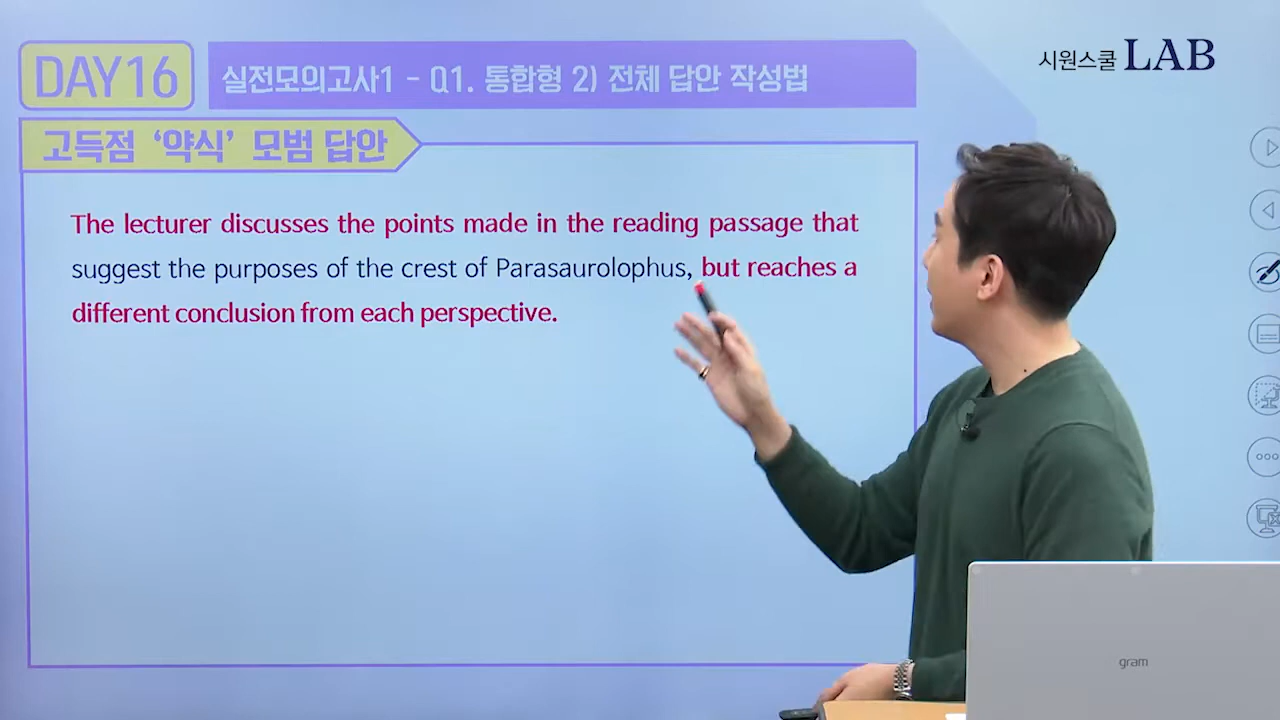 DAY16
실전모의고사1 - Q1. 통합형 2) 전체 답안 작성법
시원스쿨 LAB
고득점 '약식' 모범 답안
The lecturer discusses the points made in the reading passage that
suggest the purposes of the crest of Parasaurolophus, but reaches a
different conclusion from each perspective.
gram